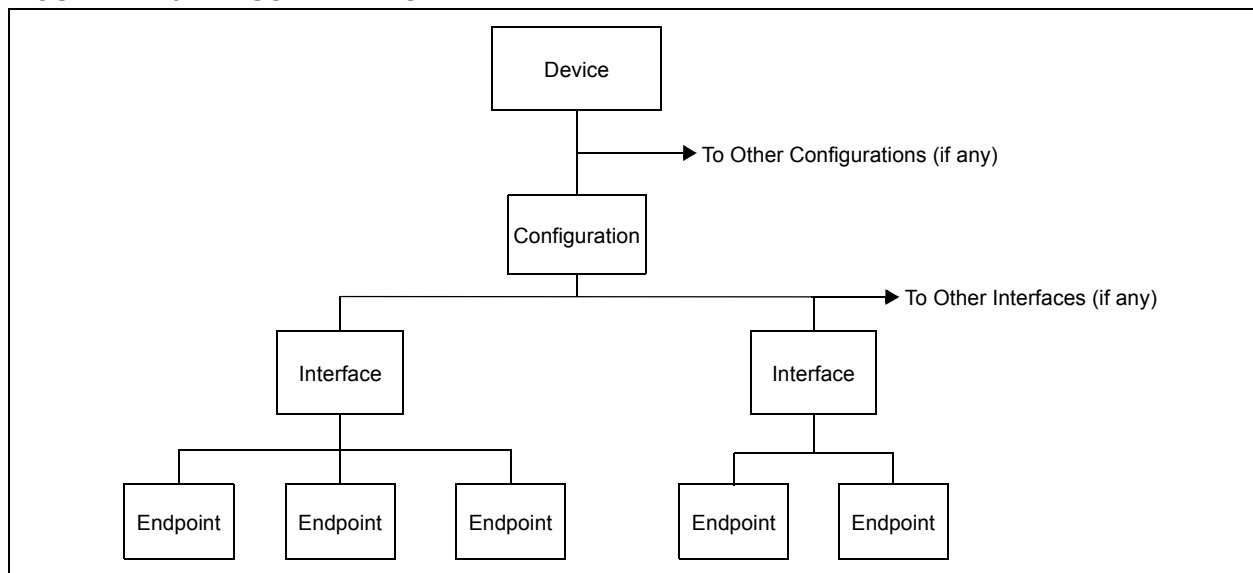 Device
To Other Configurations (if any)
Configuration
To Other Interfaces (if any)
Interface Interface
Endpoint Endpoint Endpoint Endpoint Endpoint